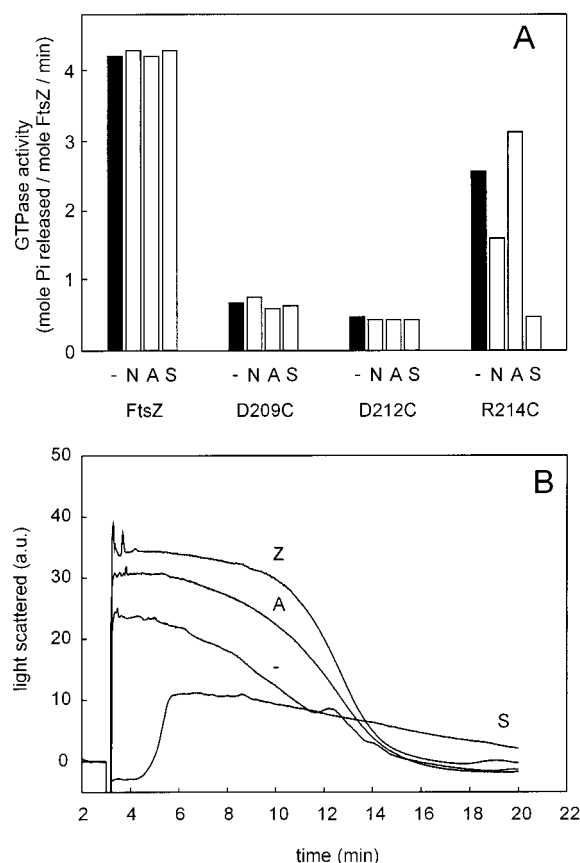 A
GTPase activity
(mole Pi released / mole FtsZ / min)
4
3
2
1
0
- N A S - N A S - N A S - N A S
FtsZ D209C D212C R214C
B
light scattered (a.u.)
50
40
30
20
10
0
Z
A
-
S
2 4 6 8 10 12 14 16 18 20 22
time (min)